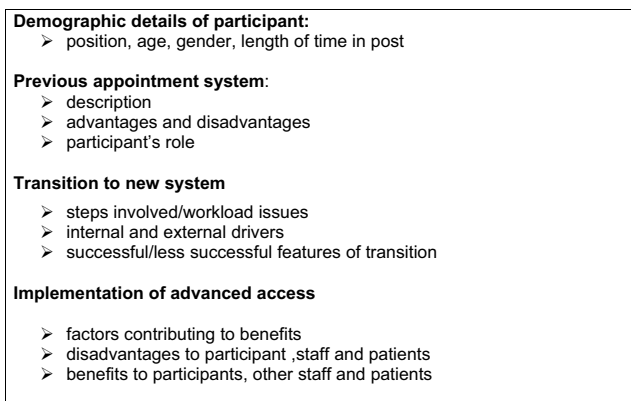 Demographic details of participant:
➢ position, age, gender, length of time in post
Previous appointment system:
➢ description
➢ advantages and disadvantages
➢ participant's role
Transition to new system
➢ steps involved/workload issues
➢ internal and external drivers
➢ successful/less successful features of transition
Implementation of advanced access
➢ factors contributing to benefits
➢ disadvantages to participant ,staff and patients
➢ benefits to participants, other staff and patients